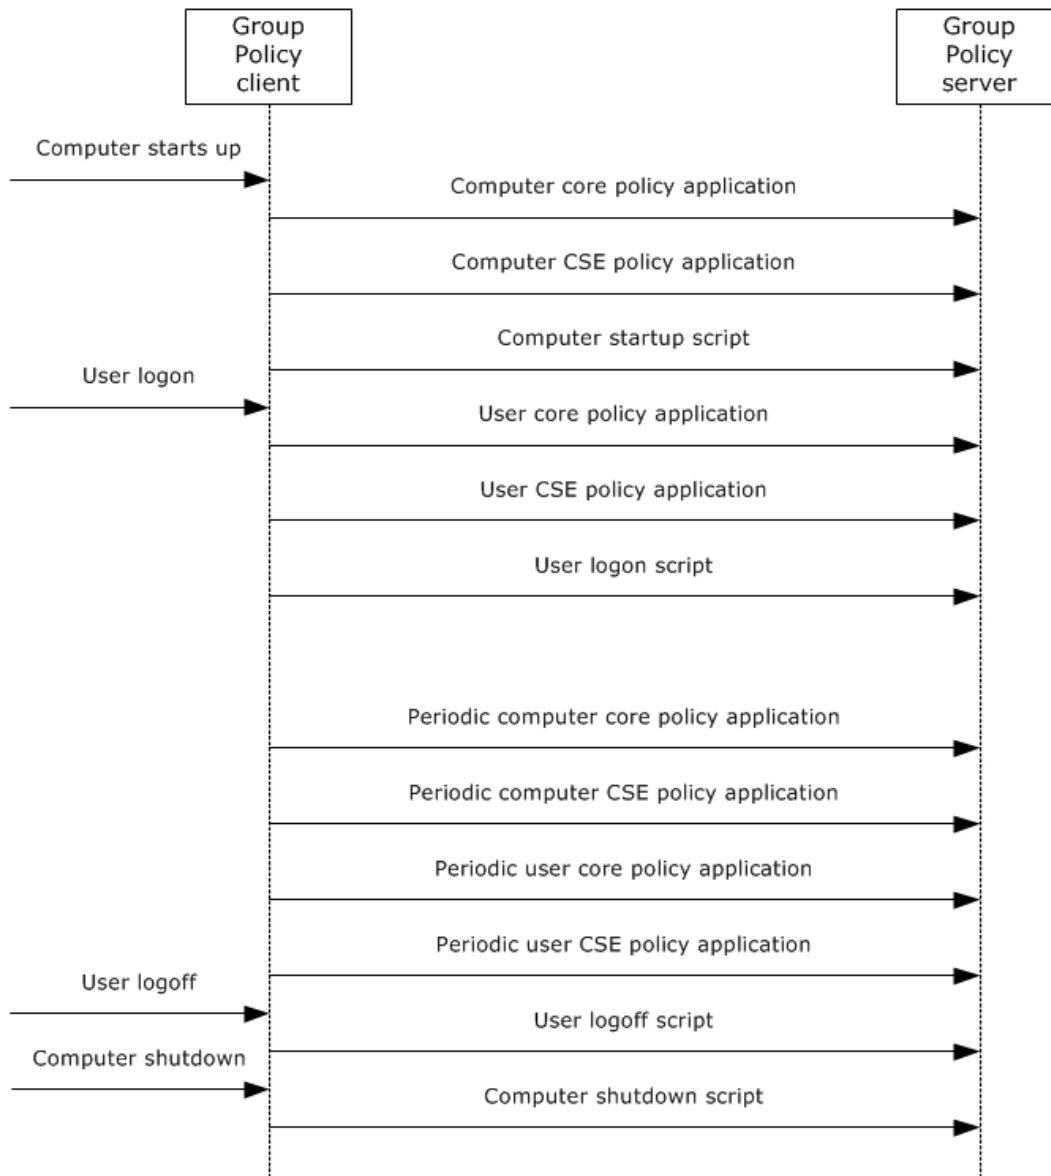 Group
Policy
client
Group
Policy
server
Computer starts up
Computer core policy application
Computer CSE policy application
Computer startup script
User logon
User core policy application
User CSE policy application
User logon script
Periodic computer core policy application
Periodic computer CSE policy application
Periodic user core policy application
Periodic user CSE policy application
User logoff
User logoff script
Computer shutdown
Computer shutdown script